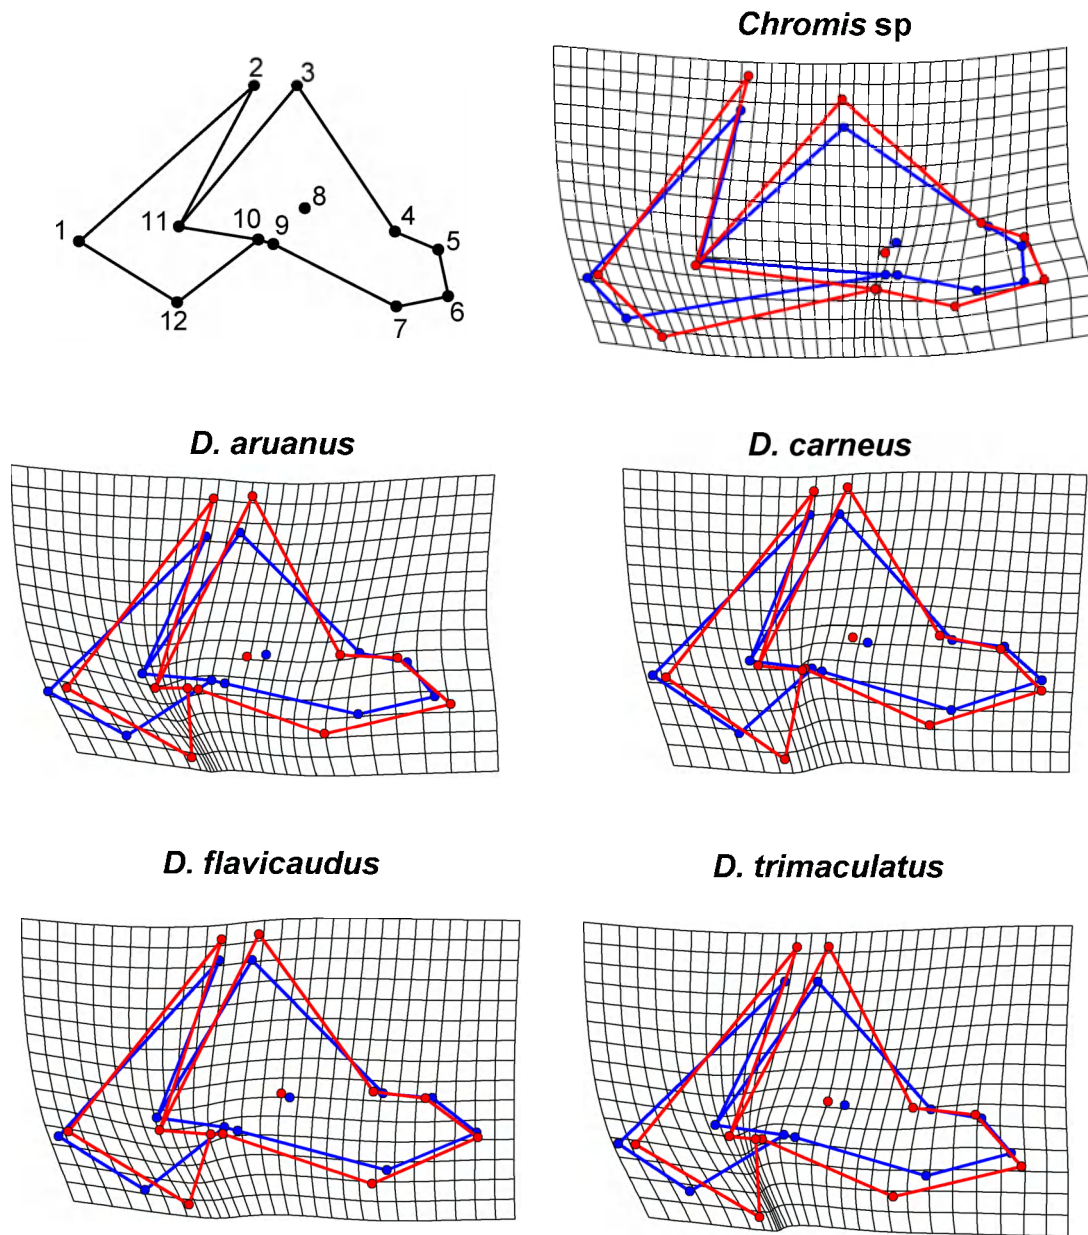 Chromis sp
2
3
8
4
1
11
10
9
5
12
7
6
D. aruanus
D. carneus
D. flavicaudus
D. trimaculatus